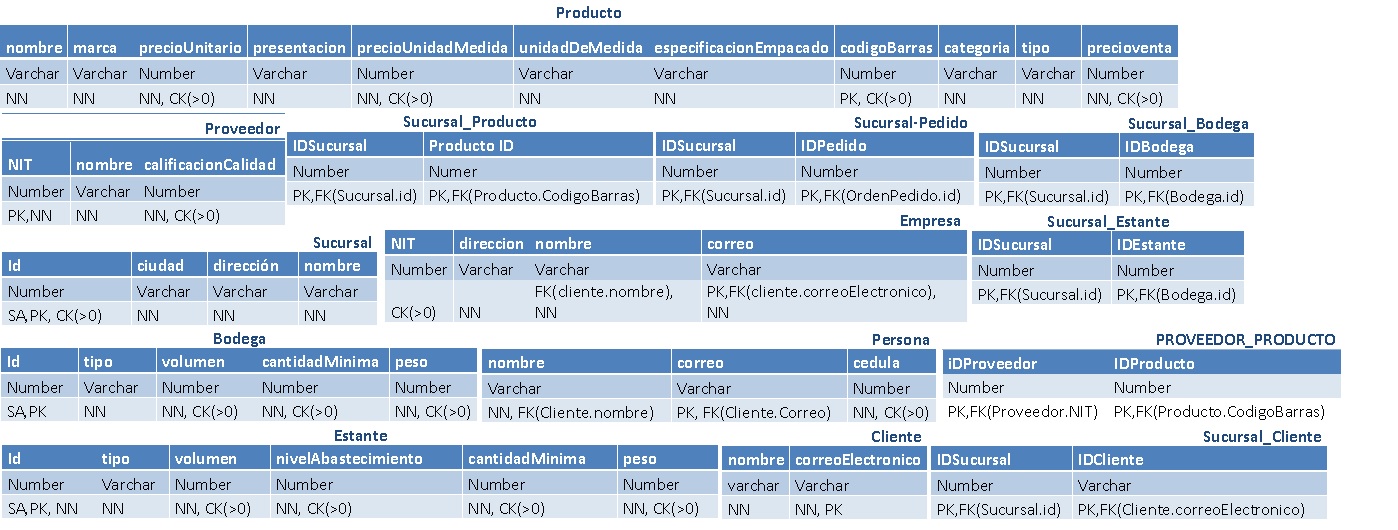 Producto
nombre marca precioUnitario presentacion precioUnidadMedida unidadDeMedida especificacionEmpacado codigoBarras categoria tipo precioventa
Varchar Varchar Number Varchar Number Varchar Varchar Number Varchar Varchar Number
NN NN NN, CK(>0) NN NN, CK(>0) NN NN PK, CK(>0) NN NN NN, CK(>0)
Proveedor
NIT nombre calificacionCalidad
Number Varchar Number
PK,NN NN NN, CK(>0)
Sucursal_Producto
IDSucursal Producto ID
Number Numer
PK,FK(Sucursal.id) PK,FK(Producto.CodigoBarras)
Sucursal-Pedido
IDSucursal IDPedido
Number Number
PK,FK(Sucursal.id) PK,FK(OrdenPedido.id)
Sucursal_Bodega
IDSucursal IDBodega
Number Number
PK,FK(Sucursal.id) PK,FK(Bodega.id)
Sucursal
Id ciudad dirección nombre
Number Varchar Varchar Varchar
SA,PK, CK(>0) NN NN NN
Empresa
NIT direccion nombre correo
Number Varchar Varchar Varchar
FK(cliente.nombre), PK,FK(cliente.correoElectronico),
CK(>0) NN NN NN
Sucursal_Estante
IDSucursal IDEstante
Number Number
PK,FK(Sucursal.id) PK,FK(Bodega.id)
Bodega
Id tipo volumen cantidadMinima peso
Number Varchar Number Number Number
SA,PK NN NN, CK(>0) NN, CK(>0) NN, CK(>0)
Persona
nombre correo cedula
Varchar Varchar Number
NN, FK(Cliente.nombre) PK, FK(Cliente.Correo) NN, CK(>0)
PROVEEDOR_PRODUCTO
iDProveedor IDProducto
Number Number
PK,FK(Proveedor.NIT) PK,FK(Producto.CodigoBarras)
Estante
Id tipo volumen nivelAbastecimiento cantidadMinima peso
Number Varchar Number Number Number Number
SA,PK, NN NN NN, CK(>0) NN, CK(>0) NN, CK(>0) NN, CK(>0)
Cliente
nombre correoElectronico
varchar Varchar
NN NN, PK
Sucursal_Cliente
IDSucursal IDCliente
Number Varchar
PK,FK(Sucursal.id) PK,FK(Cliente.correoElectronico)